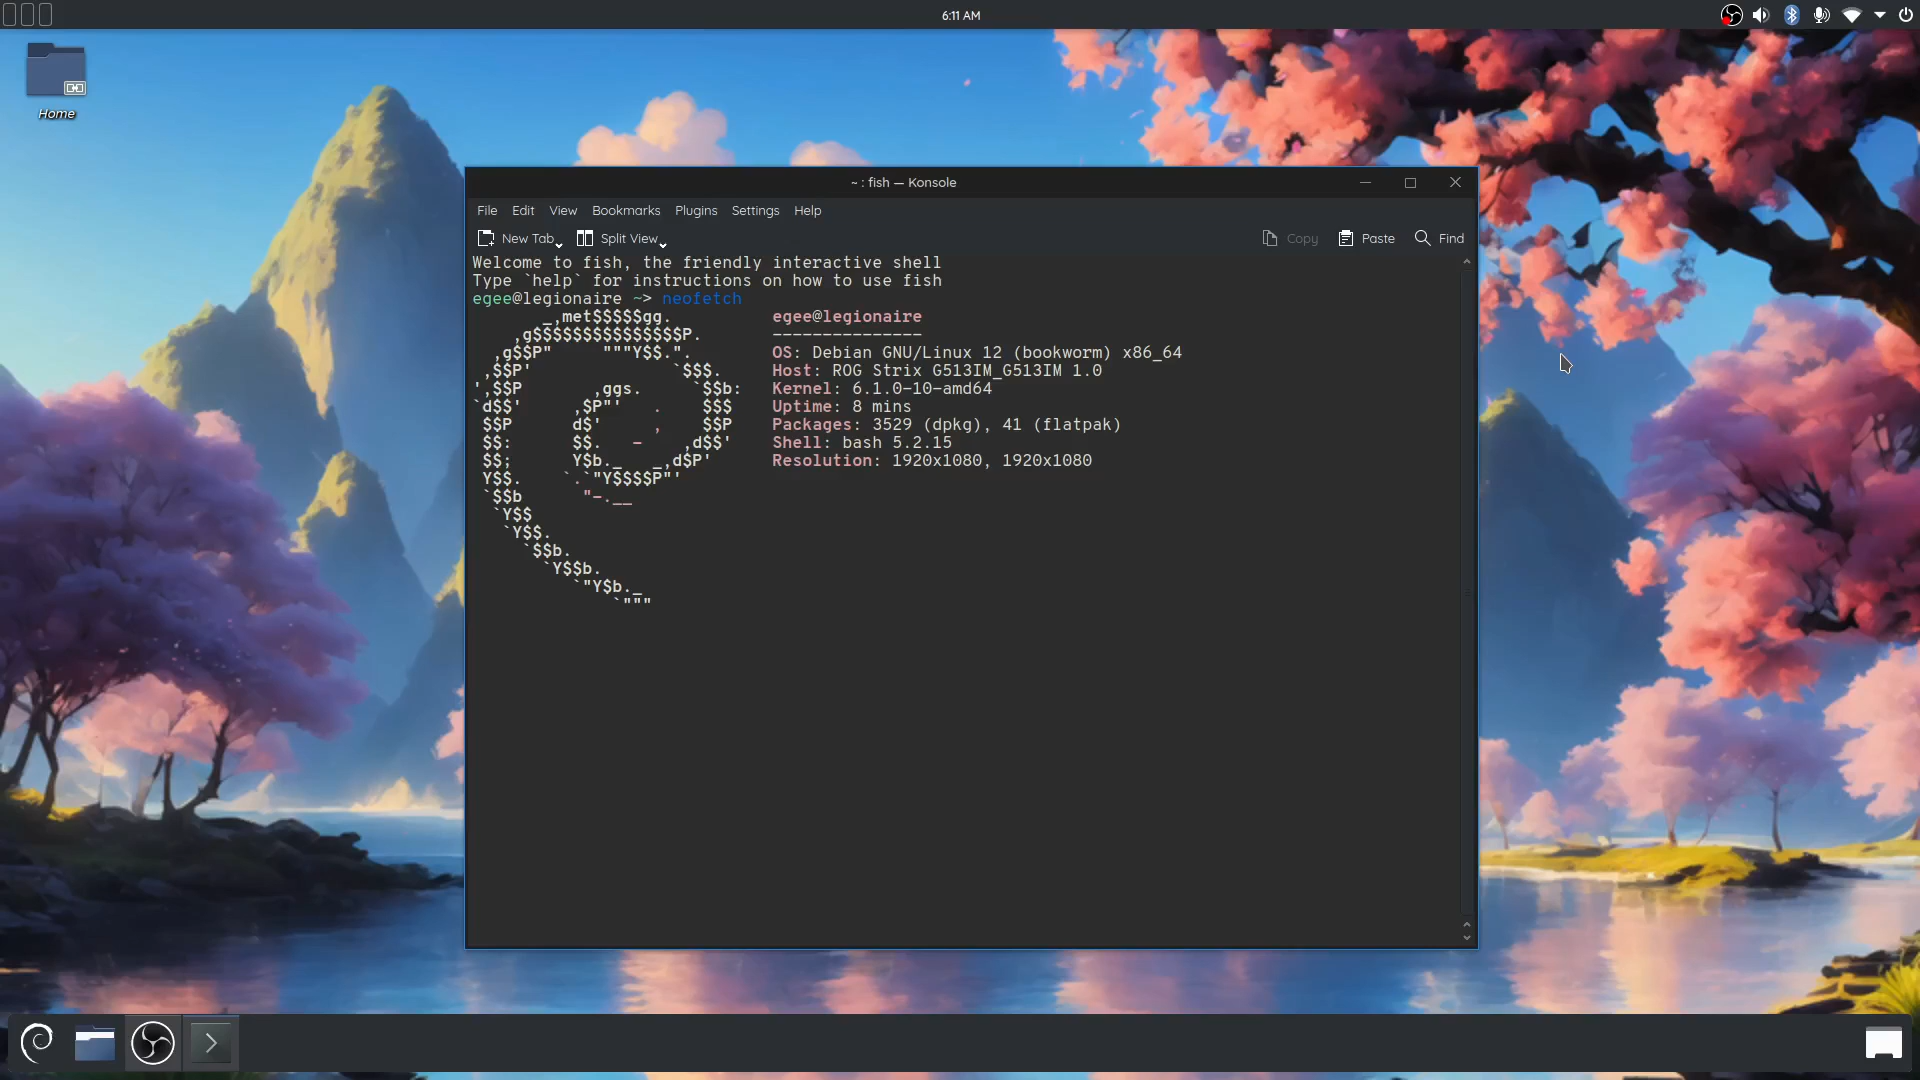 6:11 AM
Home
~ : fish — Konsole
File Edit View Bookmarks Plugins Settings Help
New Tab Split View Copy Paste Find
Welcome to fish, the friendly interactive shell
Type `help` for instructions on how to use fish
egee@legionaire ~> neofetch
       _,met$$$$$gg.          egee@legionaire
    ,g$$$$$$$$$$$$$$$P.       ---------------
  ,g$$P"     """Y$$.".        OS: Debian GNU/Linux 12 (bookworm) x86_64
 ,$$P'              `$$$.     Host: ROG Strix G513IM_G513IM 1.0
',$$P       ,ggs.     `$$b:   Kernel: 6.1.0-10-amd64
`d$$'     ,$P"'   .    $$$    Uptime: 8 mins
 $$P      d$'     ,    $$P    Packages: 3529 (dpkg), 41 (flatpak)
 $$:      $$.   -    ,d$$'    Shell: bash 5.2.15
 $$;      Y$b._   _,d$P'      Resolution: 1920x1080, 1920x1080
 Y$$.    `.`"Y$$$$P"'
 `$$b      "-.__
  `Y$$
   `Y$$.
     `$$b.
       `Y$$b.
          `"Y$b._
              `"""